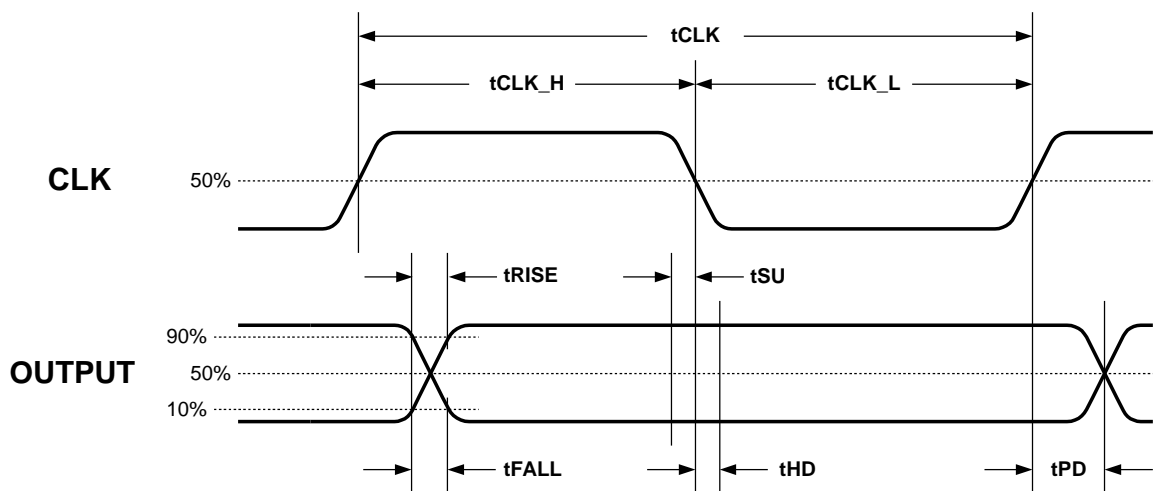 tCLK
tCLK_H
tCLK_L
CLK
50%
tRISE
tSU
90%
OUTPUT
50%
10%
tFALL
tHD
tPD